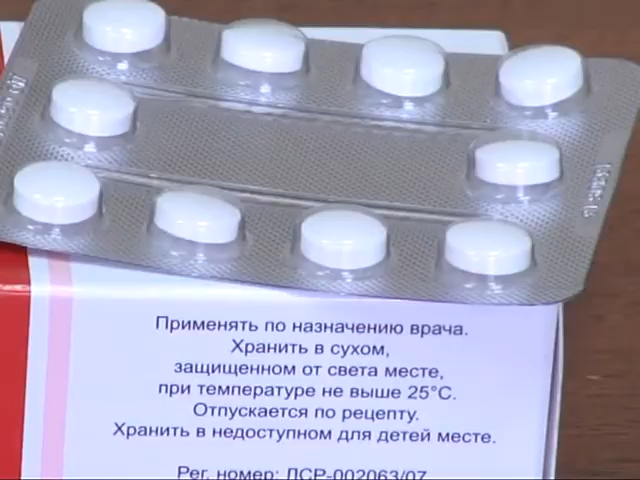 Применять по назначению врача.
Хранить в сухом,
защищенном от света месте,
при температуре не выше 25°С.
Отпускается по рецепту.
Хранить в недоступном для детей месте.
Рег. номер: ЛСР-002063/07